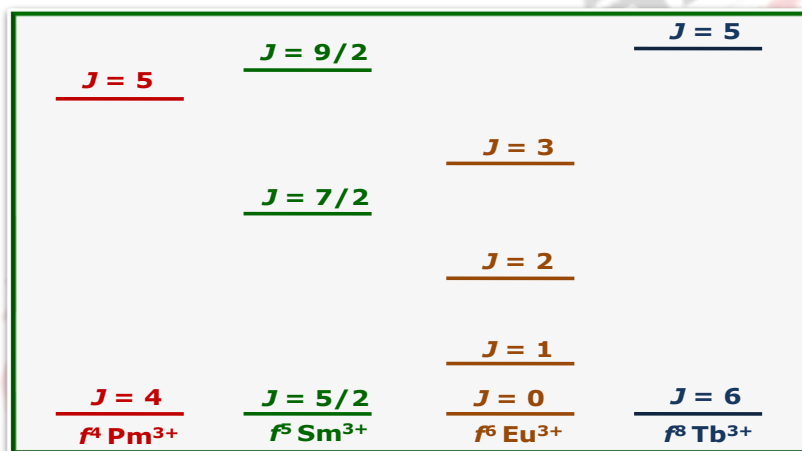 J = 5
J = 9/2
J = 5
J = 3
J = 7/2
J = 2
J = 1
J = 4
J = 5/2
J = 0
J = 6
f⁴ Pm³⁺
f⁵ Sm³⁺
f⁶ Eu³⁺
f⁸ Tb³⁺